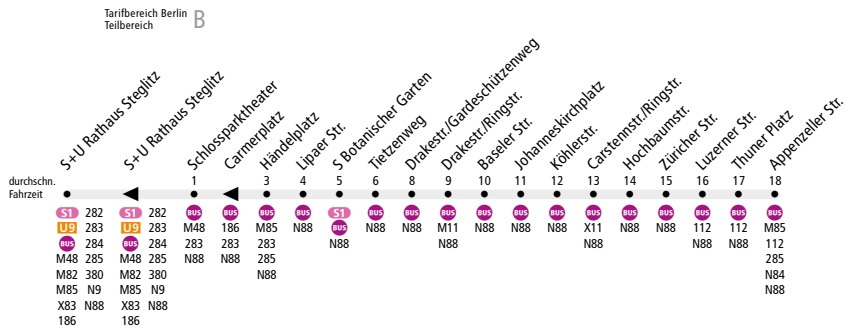 Tarifbereich Berlin
Teilbereich B
S+U Rathaus Steglitz
S+U Rathaus Steglitz
Schlossparktheater
Carmerplatz
Händelplatz
Lipaer Str.
S Botanischer Garten
Tietzenweg
Drakestr./Gardeschützenweg
Drakestr./Ringstr.
Baseler Str.
Johanneskirchplatz
Köhlerstr.
Carstennstr./Ringstr.
Hochbaumstr.
Züricher Str.
Luzerner Str.
Thuner Platz
Appenzeller Str.
durchschn.
Fahrzeit
1 3 4 5 6 8 9 10 11 12 13 14 15 16 17 18
S1 282 S1 282 BUS BUS BUS BUS S1 BUS BUS BUS BUS BUS BUS BUS BUS BUS BUS BUS BUS
U9 283 U9 283 M48 186 M85 N88 BUS N88 N88 M11 N88 N88 N88 X11 N88 N88 112 112 M85
BUS 284 BUS 284 283 283 283 N88 N88 N88 N88 N88 112
M48 285 M48 285 N88 N88 285 285
M82 380 M82 380 N88 N84
M85 N9 M85 N9 N88
X83 N88 X83 N88
186 186